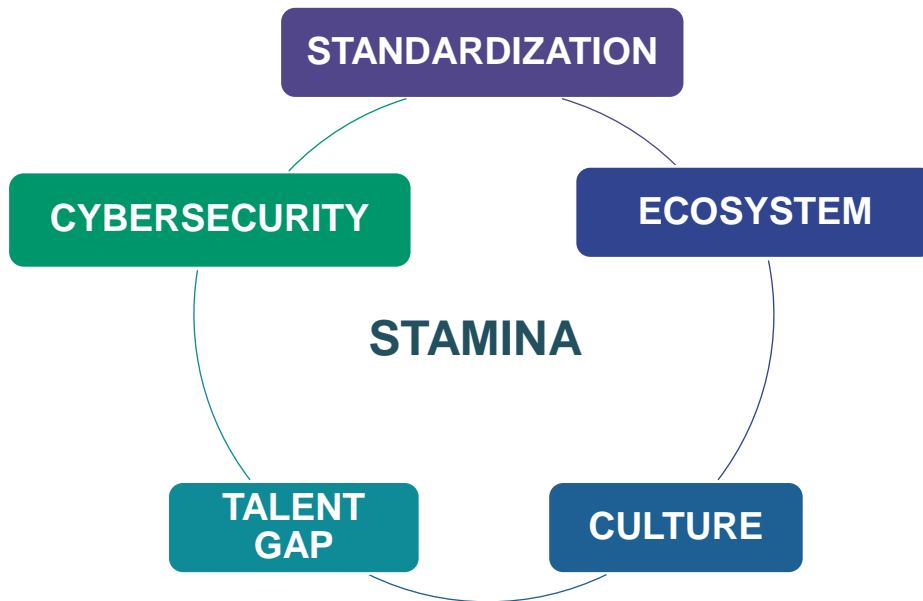 STANDARDIZATION
CYBERSECURITY
ECOSYSTEM
STAMINA
TALENT
GAP
CULTURE